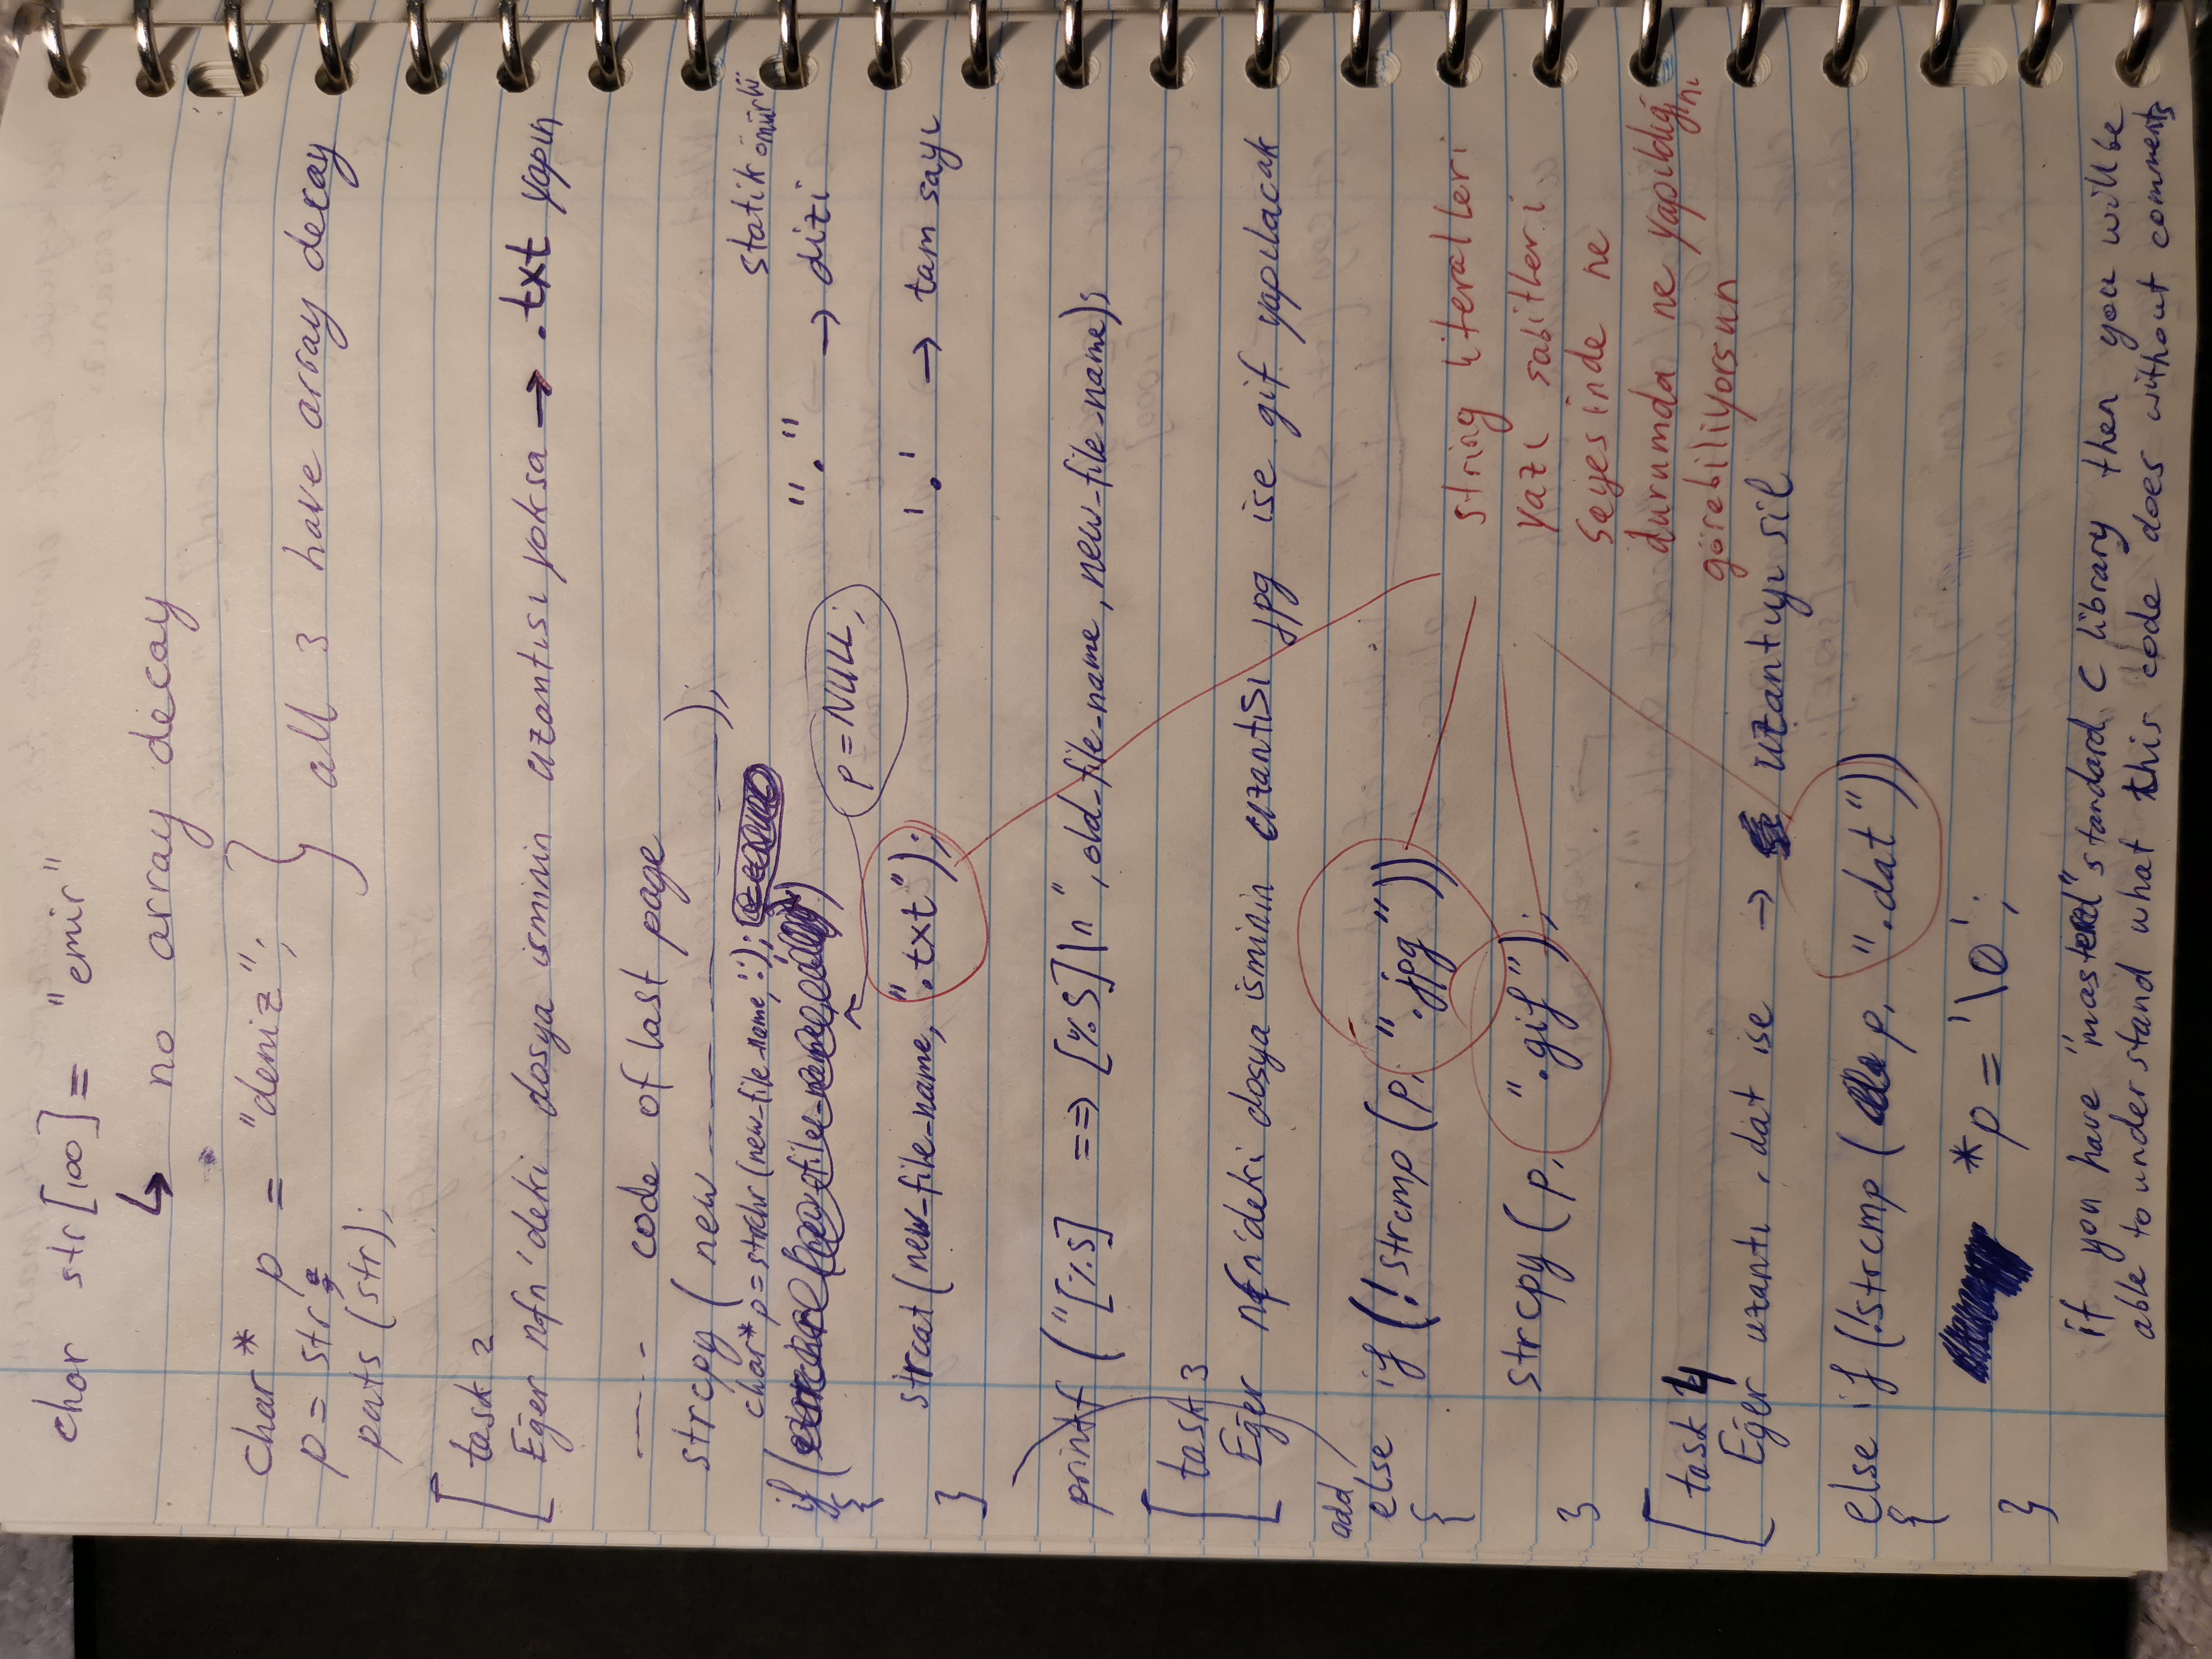 char str[100] = "emir"
↳ no array decay
char* p = "deniz";
p = str;
puts (str);
} all 3 have array decay
task 2
Eğer nfn'deki dosya isminin uzantısı yoksa → .txt yapın
---- code of last page
strcpy ( new _ _ _ _ _ );
char* p = strchr (new_file_name, '.');
if (
p = NULL;
{
strcat (new_file_name, ".txt");
}
statik ömürlü
"." → dizi
'.' → tam sayı
printf ("[%s] ==> [%s]\n", old_file_name, new_file_name);
task 3
Eğer nfn'deki dosya isminin uzantısı jpg ise gif yapılacak
add
else if (! strcmp (p, ".jpg"))
{
strcpy ( p, ".gif");
}
string literalleri
yazı sabitleri
sayesinde ne
durumda ne yapıldığını
görebiliyorsun
task 4
Eğer uzantı .dat ise → uzantıyı sil
else if (!strcmp ( p, ".dat"))
{
*p = '\0';
}
if you have "masterd" standard C library then you will be
able to understand what this code does without comments